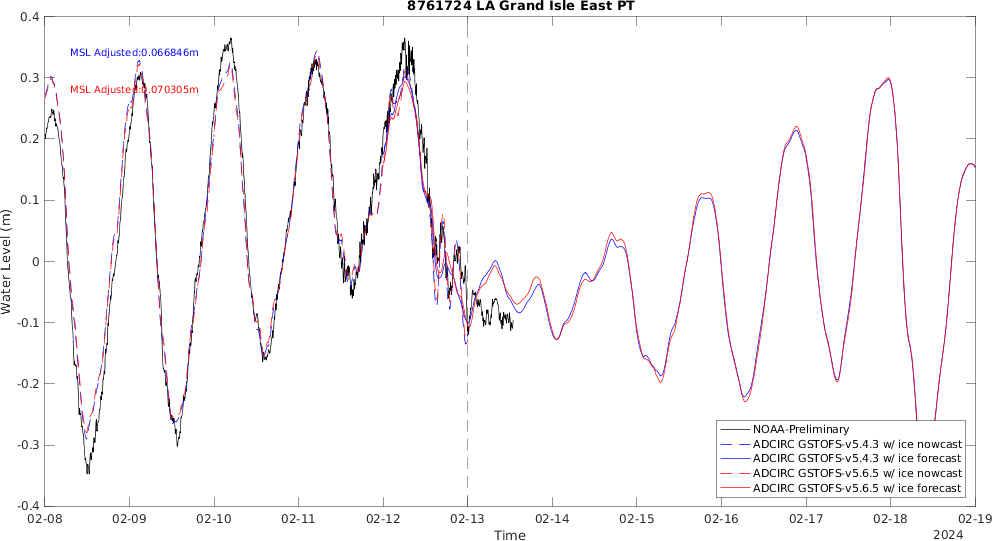 8761724 LA Grand Isle East PT
MSL Adjusted:0.066846m
MSL Adjusted:0.070305m
Water Level (m)
0.4
0.3
0.2
0.1
0
-0.1
-0.2
-0.3
-0.4
NOAA-Preliminary
ADCIRC GSTOFS-v5.4.3 w/ ice nowcast
ADCIRC GSTOFS-v5.4.3 w/ ice forecast
ADCIRC GSTOFS-v5.6.5 w/ ice nowcast
ADCIRC GSTOFS-v5.6.5 w/ ice forecast
02-08 02-09 02-10 02-11 02-12 02-13 02-14 02-15 02-16 02-17 02-18 02-19
Time
2024